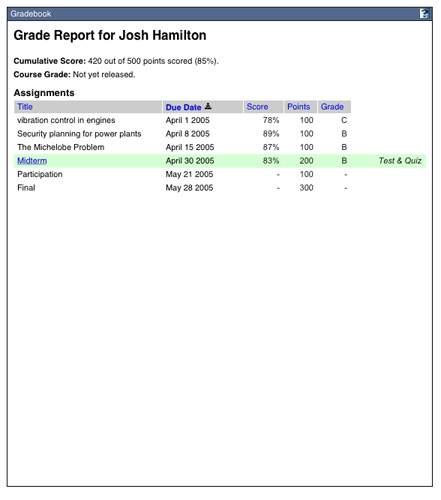 Gradebook
Grade Report for Josh Hamilton
Cumulative Score: 420 out of 500 points scored (85%).
Course Grade: Not yet released.
Assignments
Title Due Date Score Points Grade
vibration control in engines April 1 2005 78% 100 C
Security planning for power plants April 8 2005 89% 100 B
The Michelobe Problem April 15 2005 87% 100 B
Midterm April 30 2005 83% 200 B Test & Quiz
Participation May 21 2005 - 100 -
Final May 28 2005 - 300 -